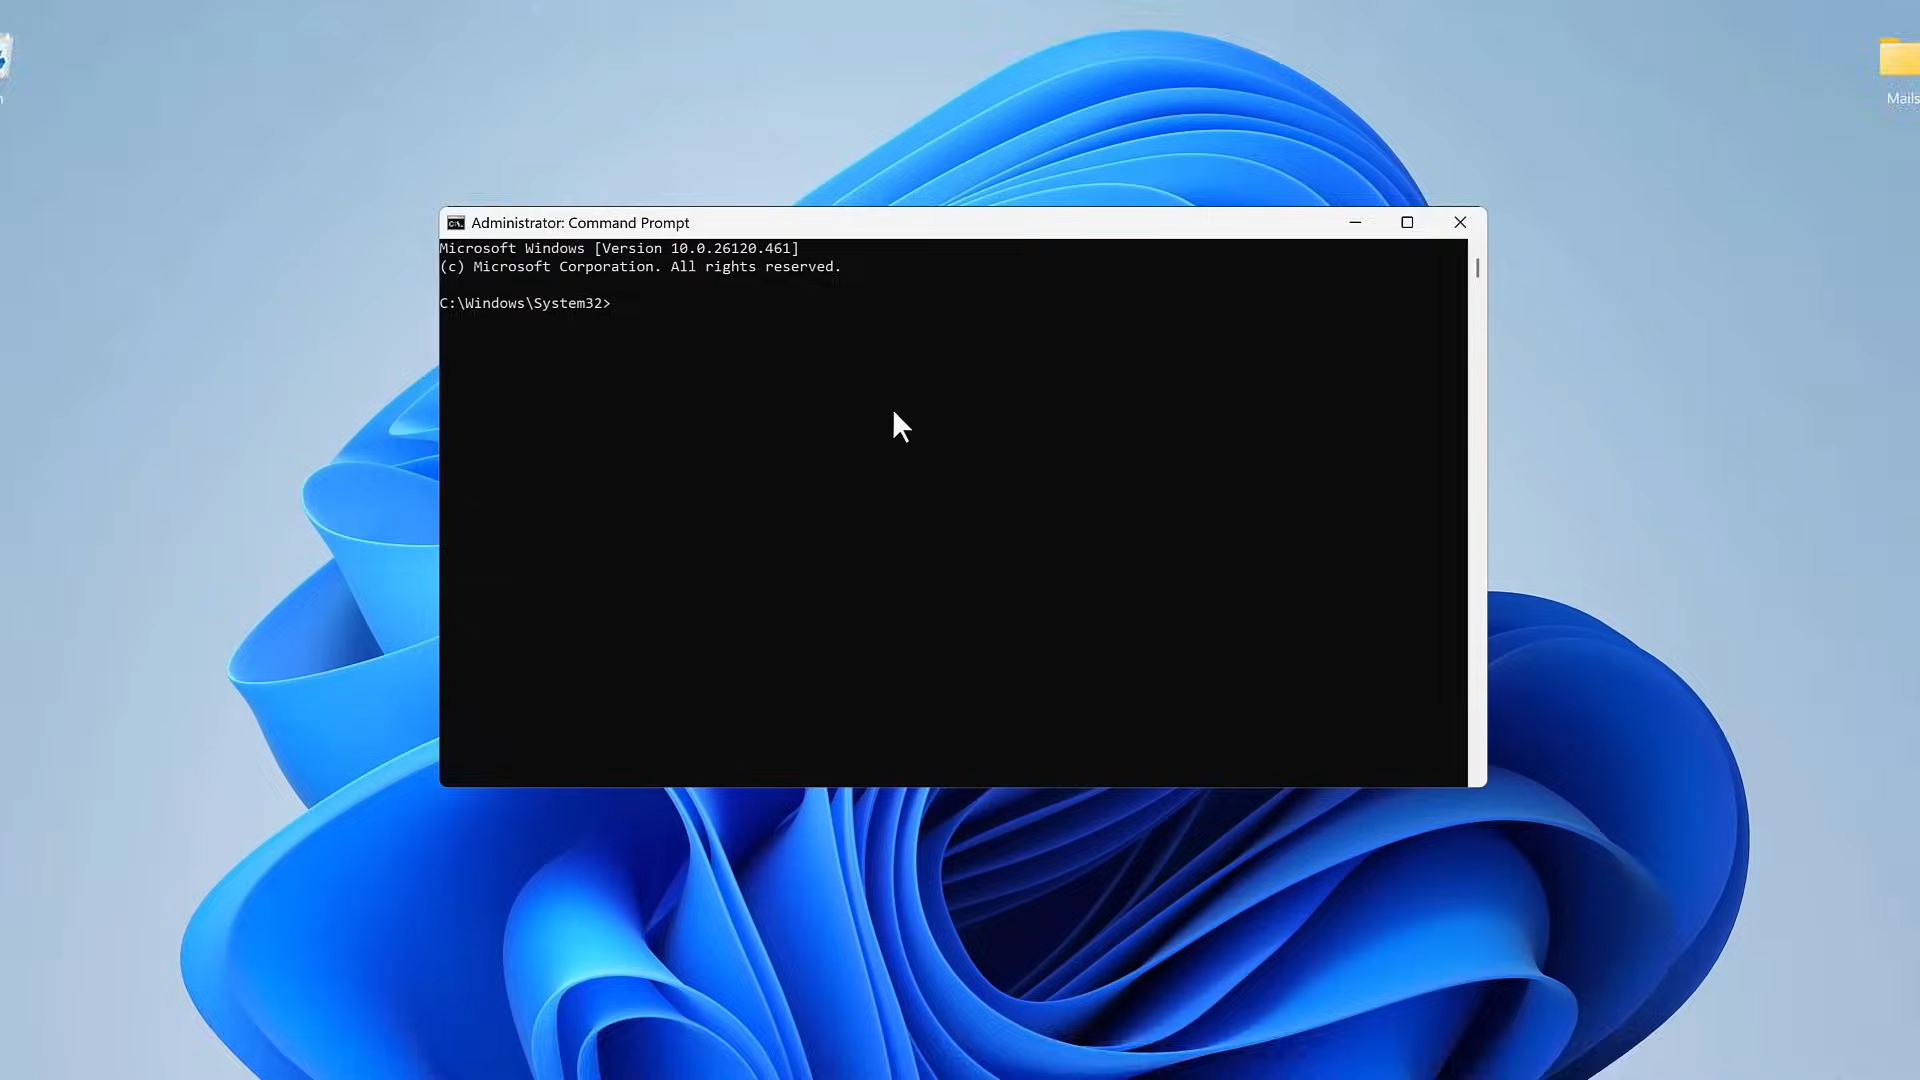 Mails
Administrator: Command Prompt
Microsoft Windows [Version 10.0.26120.461]
(c) Microsoft Corporation. All rights reserved.
C:\Windows\System32>